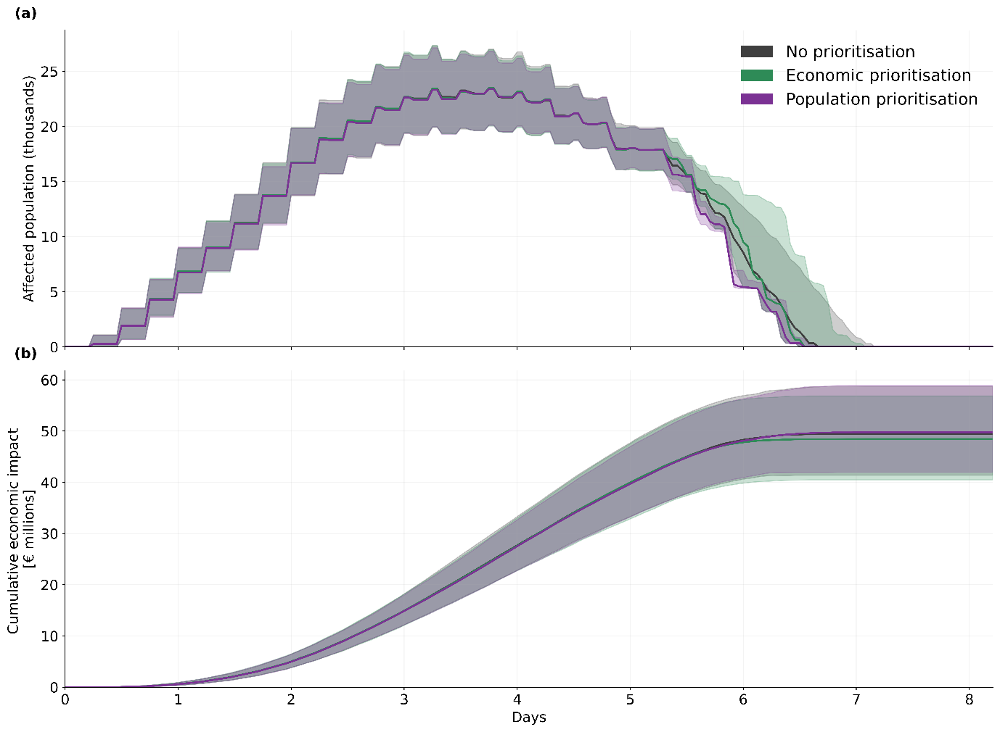 (a)
Affected population (thousands)
25
20
15
10
5
0
No prioritisation
Economic prioritisation
Population prioritisation
(b)
Cumulative economic impact
[€ millions]
60
50
40
30
20
10
0
0 1 2 3 4 5 6 7 8
Days